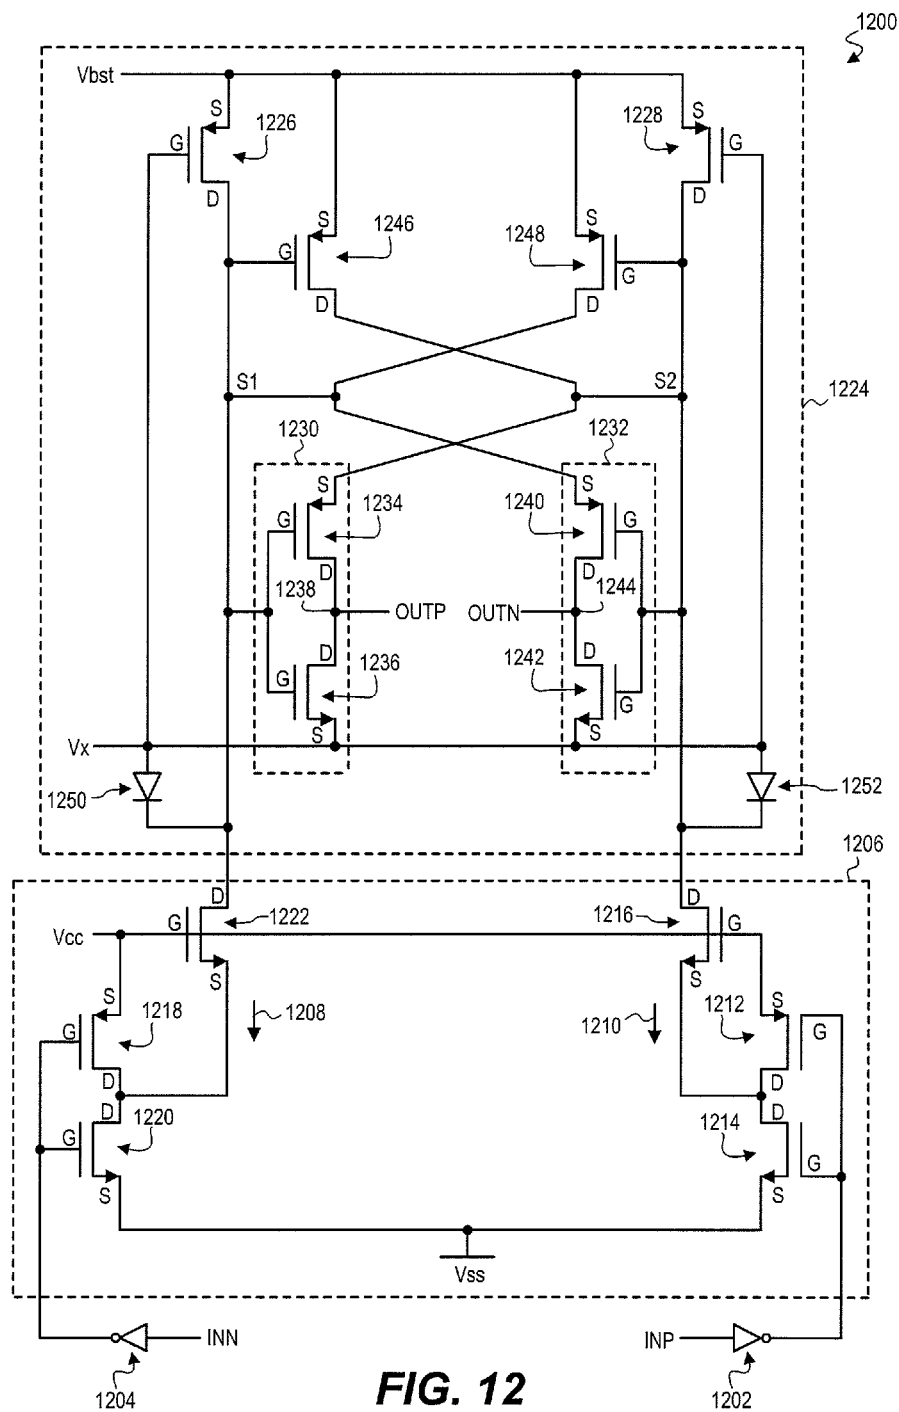 1200
Vbst
S
1226
G
D
1228
S
G
D
S
1246
G
D
1248
S
G
D
S1
S2
1224
1230
1232
S
1234
G
D
1238
OUTP
D
1236
G
S
S
1240
G
D
OUTN
1244
D
1242
G
S
Vx
1250
1252
1206
D
1222
G
S
1216
D
G
S
Vcc
1208
1210
S
1218
G
D
1212
S
G
D
D
1220
G
S
1214
D
G
S
Vss
INN
INP
1204
1202
FIG. 12